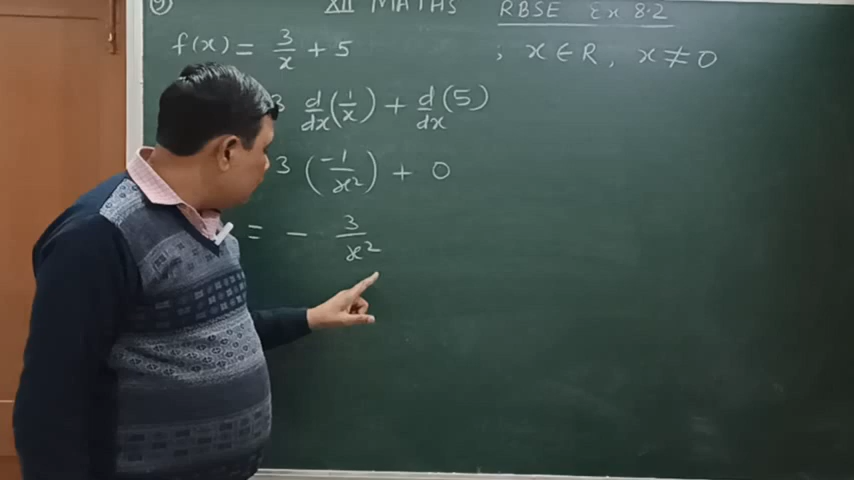 9) XII MATHS RBSE Ex 8.2
f(x) = 3/x + 5 ; x ∈ R, x ≠ 0
3 d/dx (1/x) + d/dx (5)
3 (-1/x²) + 0
= - 3/x²